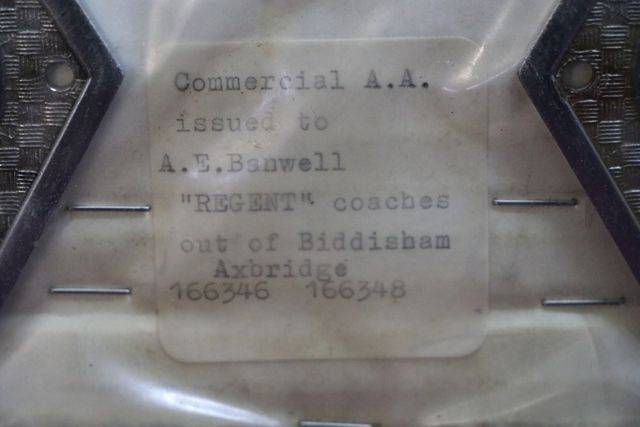 Commercial A.A.
issued to
A.E.Banwell
"REGENT" coaches
out of Biddisham
Axbridge
166346 166348